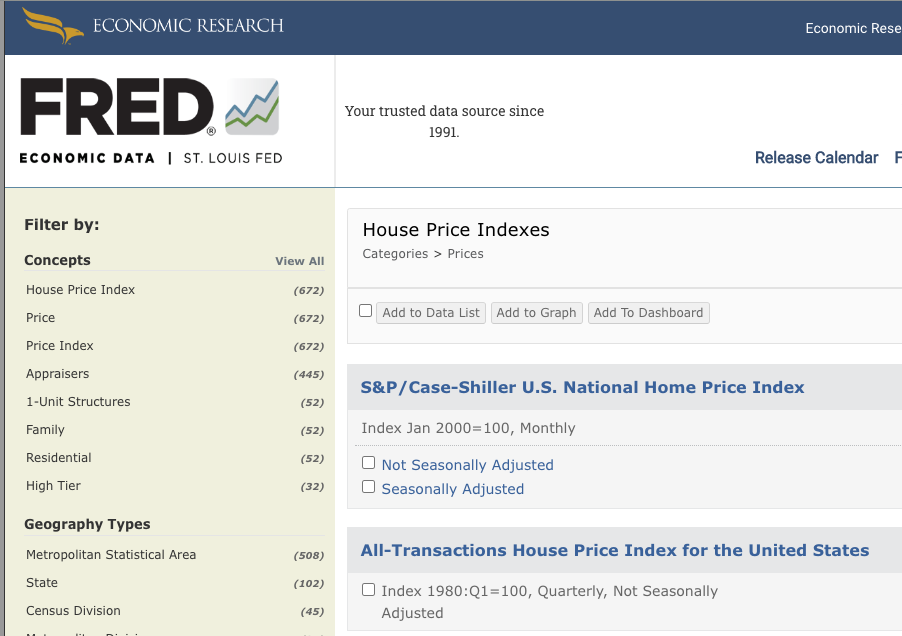 ECONOMIC RESEARCH
Economic Rese
FRED®
ECONOMIC DATA | ST. LOUIS FED
Your trusted data source since
1991.
Release Calendar F
Filter by:
Concepts View All
House Price Index (672)
Price (672)
Price Index (672)
Appraisers (445)
1-Unit Structures (52)
Family (52)
Residential (52)
High Tier (32)
Geography Types
Metropolitan Statistical Area (508)
State (102)
Census Division (45)
House Price Indexes
Categories > Prices
Add to Data List Add to Graph Add To Dashboard
S&P/Case-Shiller U.S. National Home Price Index
Index Jan 2000=100, Monthly
Not Seasonally Adjusted
Seasonally Adjusted
All-Transactions House Price Index for the United States
Index 1980:Q1=100, Quarterly, Not Seasonally
Adjusted